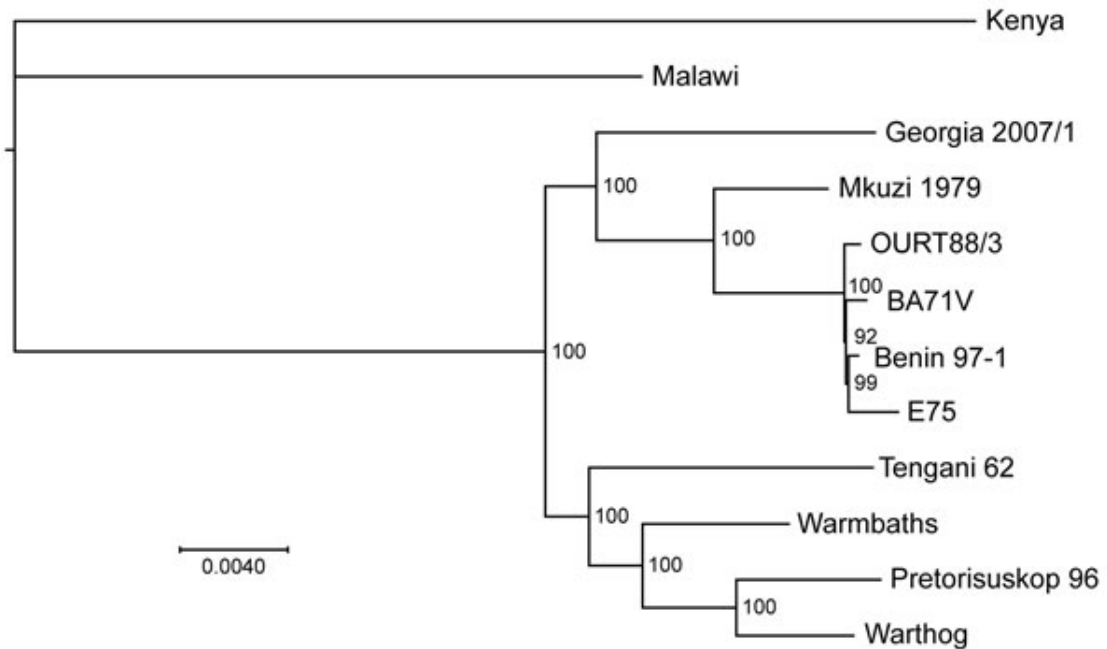 Kenya
Malawi
Georgia 2007/1
100
Mkuzi 1979
100
OURT88/3
100
BA71V
92
Benin 97-1
99
E75
100
Tengani 62
100
Warmbaths
100
Pretorisuskop 96
100
Warthog
0.0040